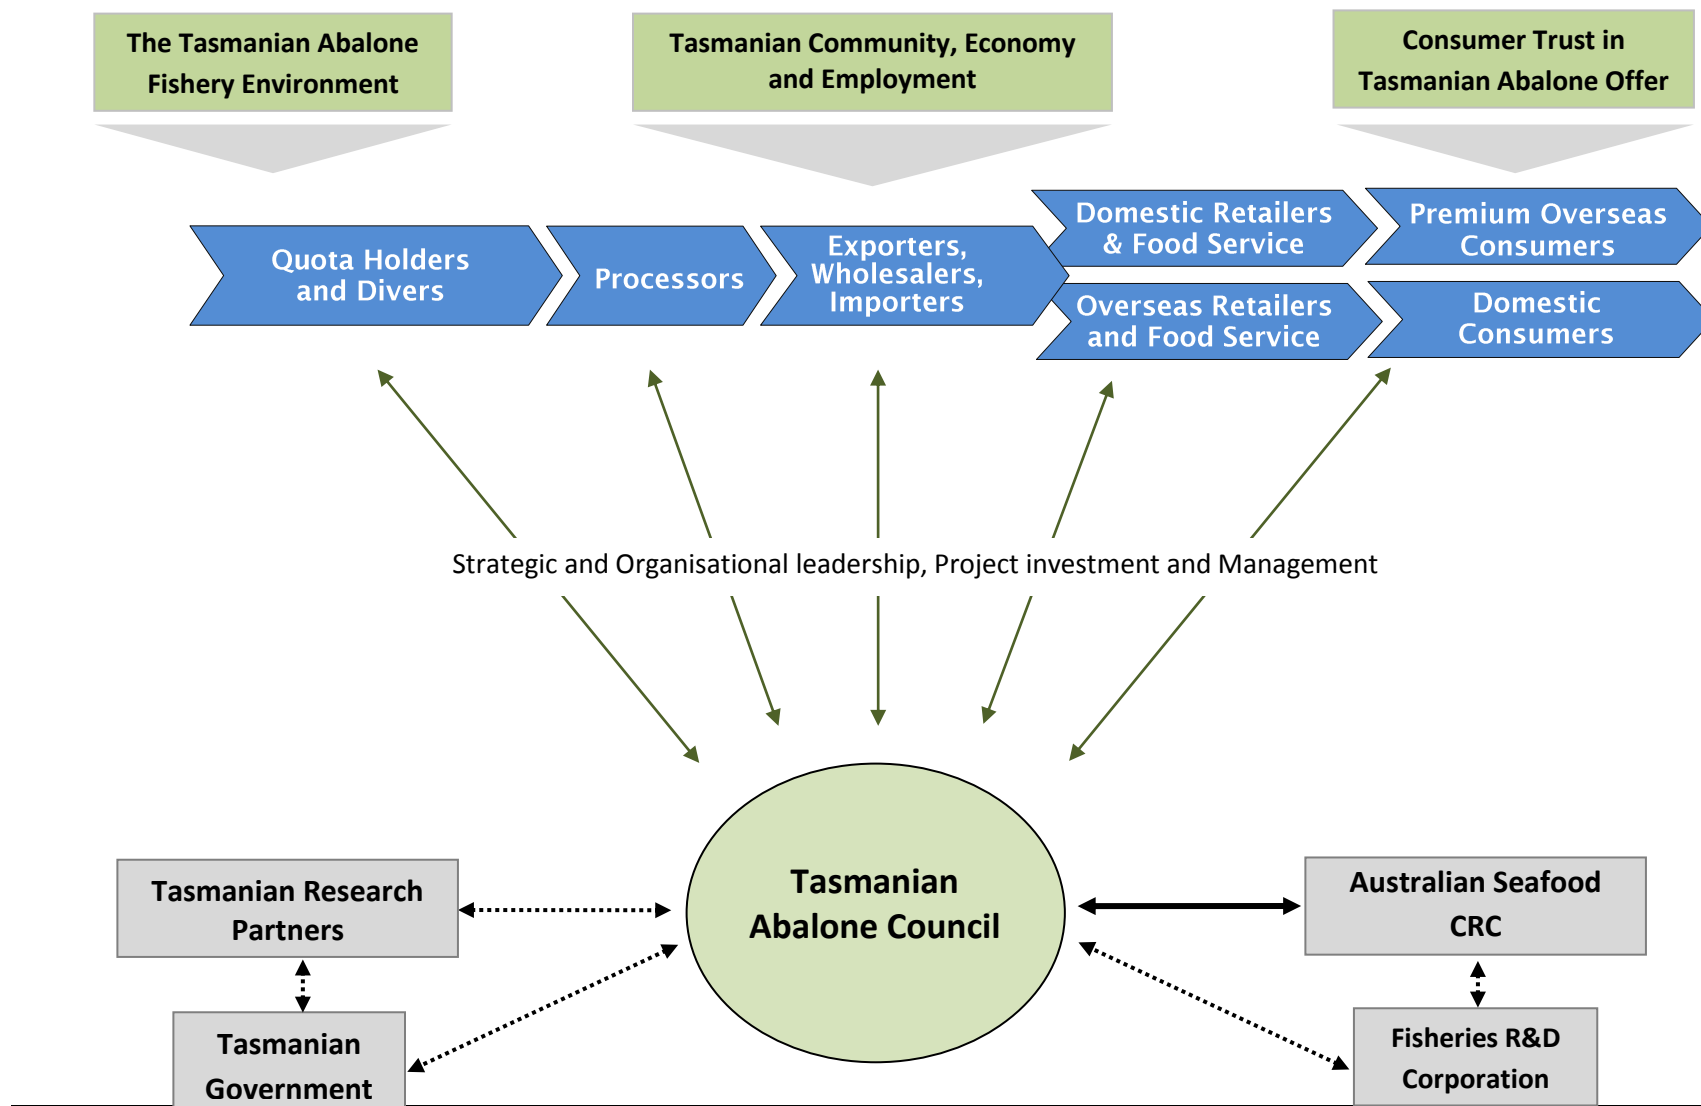 The Tasmanian Abalone
Fishery Environment
Tasmanian Community, Economy
and Employment
Consumer Trust in
Tasmanian Abalone Offer
Quota Holders
and Divers
Processors
Exporters,
Wholesalers,
Importers
Domestic Retailers
& Food Service
Premium Overseas
Consumers
Overseas Retailers
and Food Service
Domestic
Consumers
Strategic and Organisational leadership, Project investment and Management
Tasmanian
Abalone Council
Tasmanian Research
Partners
Tasmanian
Government
Australian Seafood
CRC
Fisheries R&D
Corporation